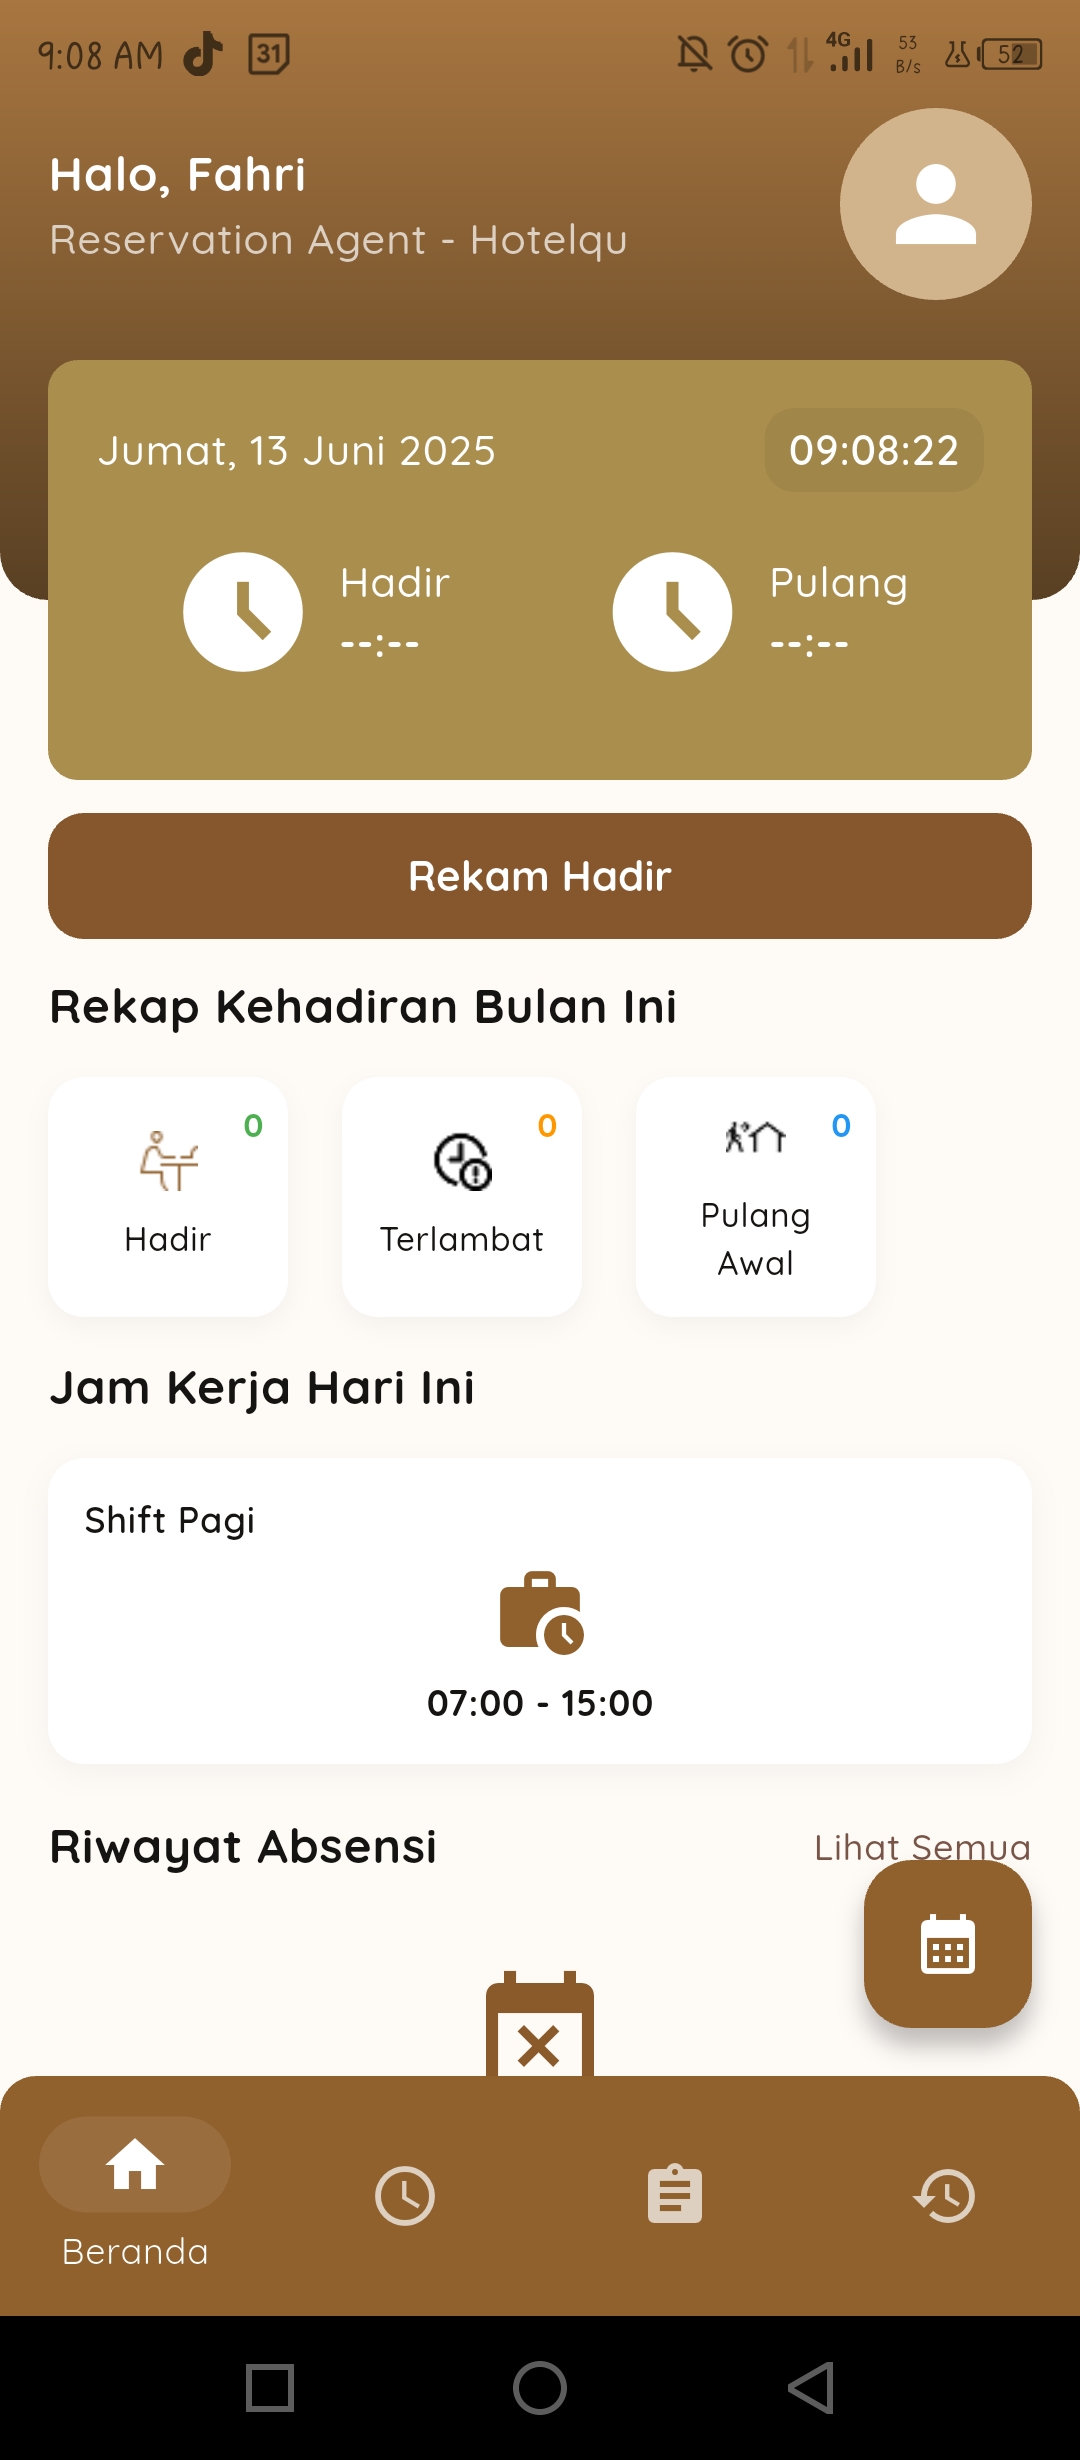 9:08 AM
31
4G
53
B/s
52
Halo, Fahri
Reservation Agent - Hotelqu
Jumat, 13 Juni 2025
09:08:22
Hadir
--:--
Pulang
--:--
Rekam Hadir
Rekap Kehadiran Bulan Ini
0
Hadir
0
Terlambat
0
Pulang
Awal
Jam Kerja Hari Ini
Shift Pagi
07:00 - 15:00
Riwayat Absensi
Lihat Semua
Beranda